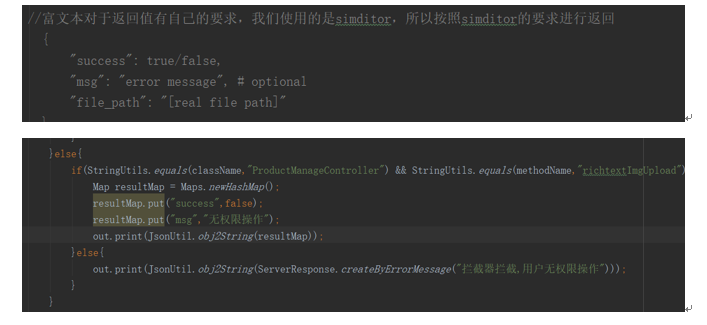 //富文本对于返回值有自己的要求，我们使用的是simditor，所以按照simditor的要求进行返回
{
"success": true/false,
"msg": "error message", # optional
"file_path": "[real file path]"
}else{
if(StringUtils.equals(className,"ProductManageController") && StringUtils.equals(methodName,"richtextImgUpload")
Map resultMap = Maps.newHashMap();
resultMap.put("success",false);
resultMap.put("msg","无权限操作");
out.print(JsonUtil.obj2String(resultMap));
}else{
out.print(JsonUtil.obj2String(ServerResponse.createByErrorMessage("拦截器拦截,用户无权限操作")));
}
}